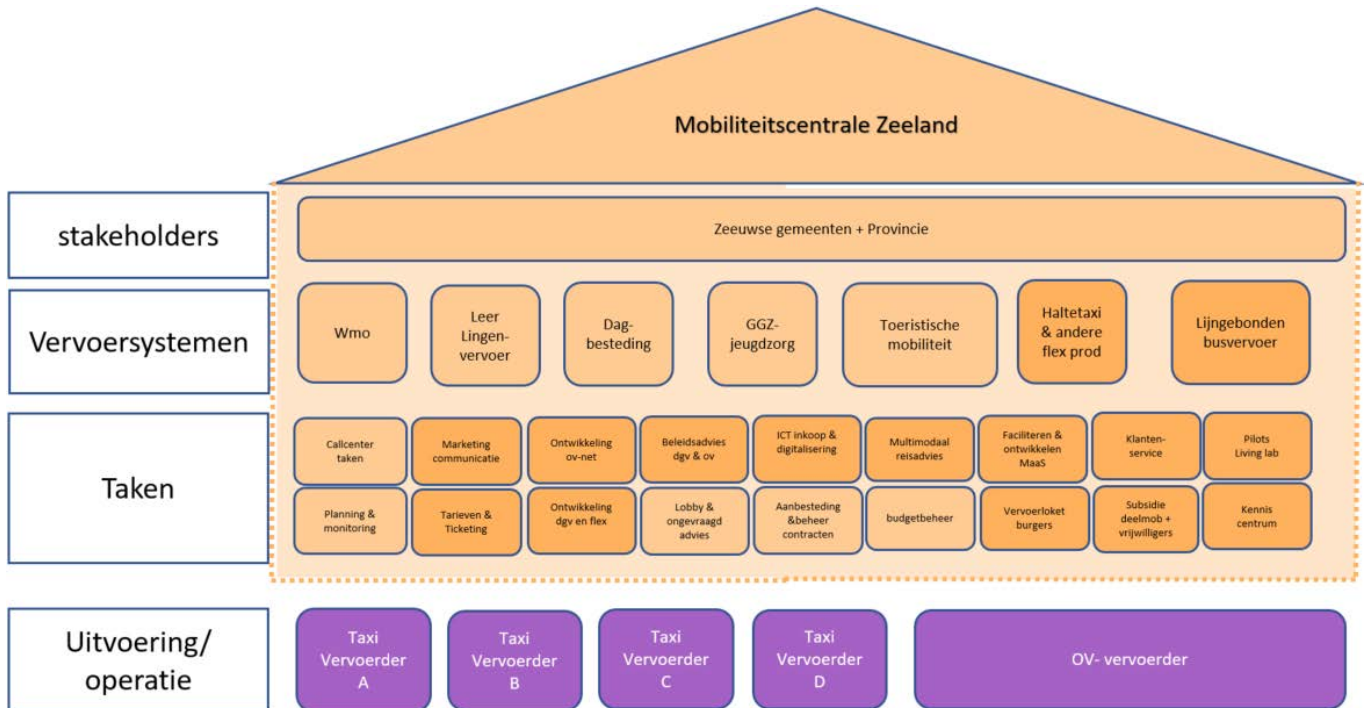 Mobiliteitscentrale Zeeland
stakeholders
Zeeuwse gemeenten + Provincie
Vervoersystemen
Wmo
Leer
Lingen-
vervoer
Dag-
besteding
GGZ-
jeugdzorg
Toeristische
mobiliteit
Haltetaxi
& andere
flex prod
Lijngebonden
busvervoer
Taken
Callcenter
taken
Marketing
communicatie
Ontwikkeling
ov-net
Beleidsadvies
dgv & ov
ICT inkoop &
digitalisering
Multimodaal
reisadvies
Faciliteren &
ontwikkelen
MaaS
Klanten-
service
Pilots
Living lab
Planning &
monitoring
Tarieven &
Ticketing
Ontwikkeling
dgv en flex
Lobby &
ongevraagd
advies
Aanbesteding
&beheer
contracten
budgetbeheer
Vervoerloket
burgers
Subsidie
deelmob +
vrijwilligers
Kennis
centrum
Uitvoering/
operatie
Taxi
Vervoerder
A
Taxi
Vervoerder
B
Taxi
Vervoerder
C
Taxi
Vervoerder
D
OV- vervoerder